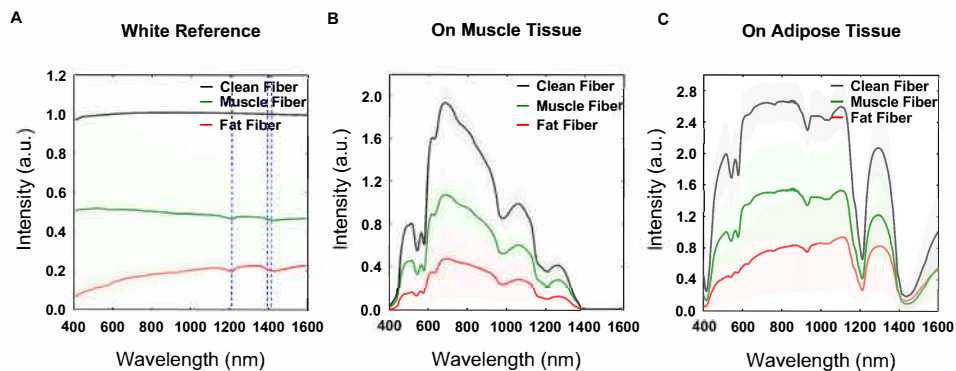 A
White Reference
1.2
1.0
0.8
0.6
0.4
0.2
0.0
Clean Fiber
Muscle Fiber
Fat Fiber
400 600 800 1000 1200 1400 1600
Intensity (a.u.)
Wavelength (nm)
B
On Muscle Tissue
2.0
1.6
1.2
0.8
0.4
0.0
Clean Fiber
Muscle Fiber
Fat Fiber
400 600 800 1000 1200 1400 1600
Intensity (a.u.)
Wavelength (nm)
C
On Adipose Tissue
2.8
2.4
2.0
1.6
1.2
0.8
0.4
0.0
Clean Fiber
Muscle Fiber
Fat Fiber
400 600 800 1000 1200 1400 1600
Intensity (a.u.)
Wavelength (nm)